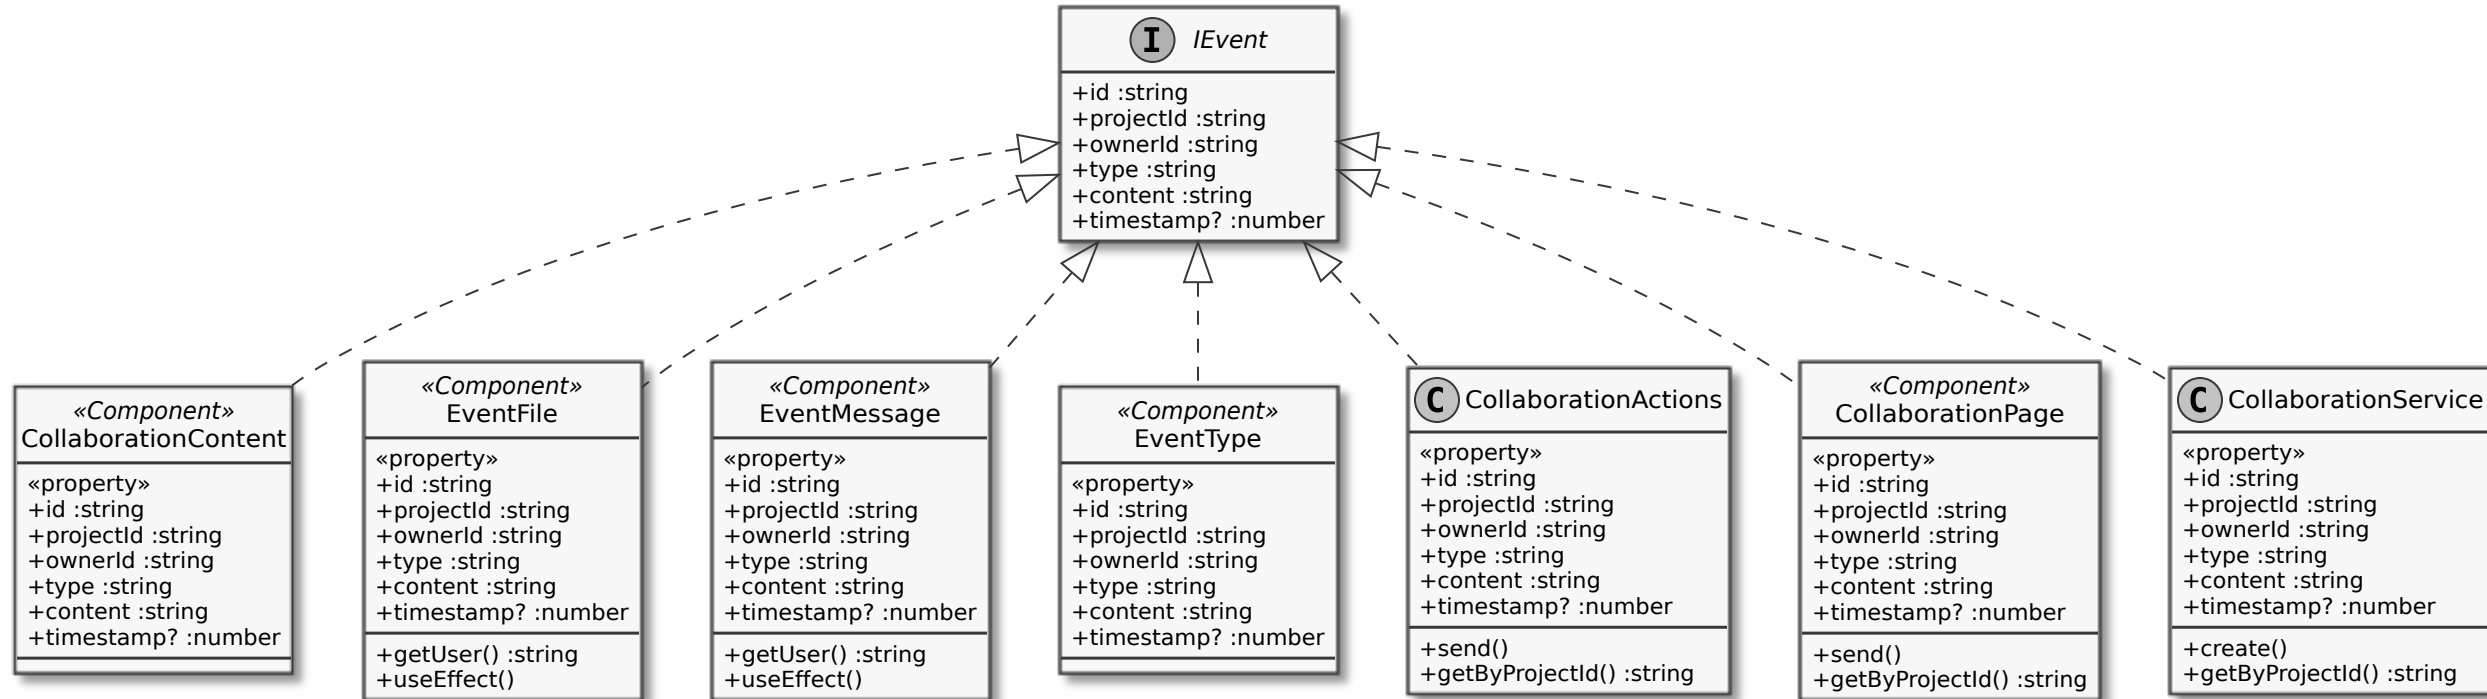 I IEvent
+id :string
+projectId :string
+ownerId :string
+type :string
+content :string
+timestamp? :number
«Component»
CollaborationContent
«property»
+id :string
+projectId :string
+ownerId :string
+type :string
+content :string
+timestamp? :number
«Component»
EventFile
«property»
+id :string
+projectId :string
+ownerId :string
+type :string
+content :string
+timestamp? :number
+getUser() :string
+useEffect()
«Component»
EventMessage
«property»
+id :string
+projectId :string
+ownerId :string
+type :string
+content :string
+timestamp? :number
+getUser() :string
+useEffect()
«Component»
EventType
«property»
+id :string
+projectId :string
+ownerId :string
+type :string
+content :string
+timestamp? :number
C CollaborationActions
«property»
+id :string
+projectId :string
+ownerId :string
+type :string
+content :string
+timestamp? :number
+send()
+getByProjectId() :string
«Component»
CollaborationPage
«property»
+id :string
+projectId :string
+ownerId :string
+type :string
+content :string
+timestamp? :number
+send()
+getByProjectId() :string
C CollaborationService
«property»
+id :string
+projectId :string
+ownerId :string
+type :string
+content :string
+timestamp? :number
+create()
+getByProjectId() :string